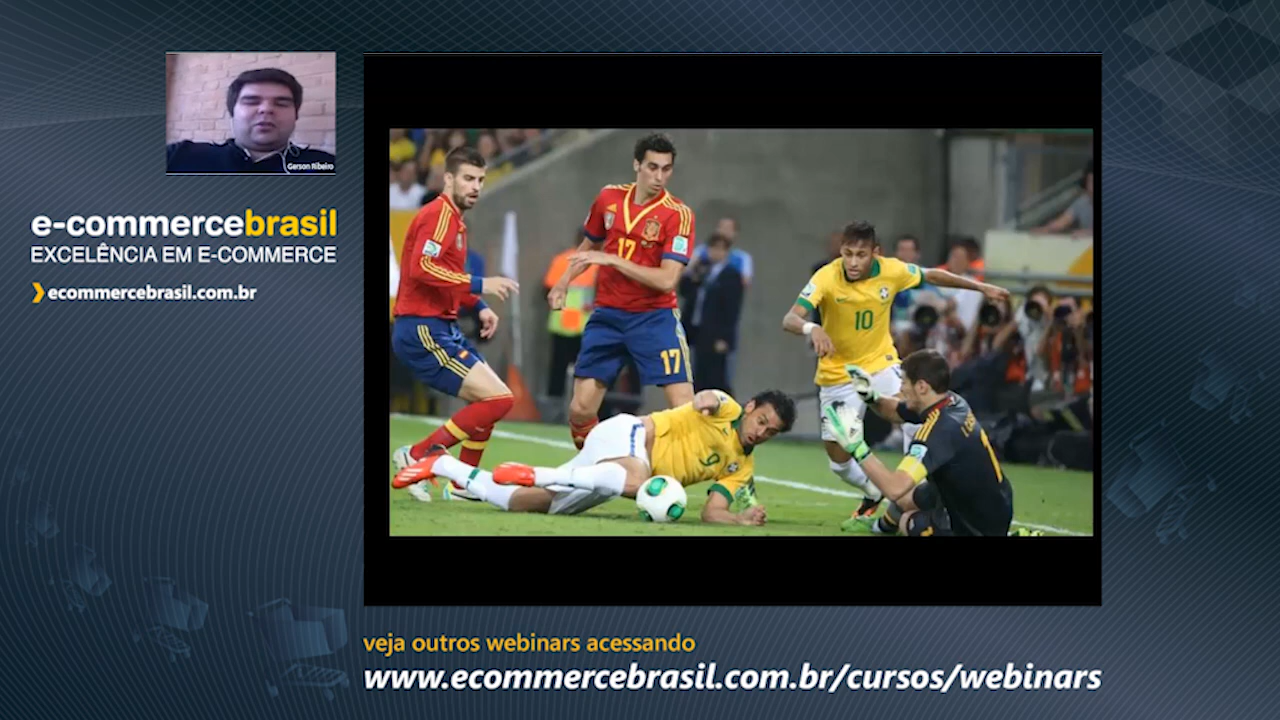 Gerson Ribeiro
e-commercebrasil
EXCELÊNCIA EM E-COMMERCE
ecommercebrasil.com.br
17
17
10
9
veja outros webinars acessando
www.ecommercebrasil.com.br/cursos/webinars